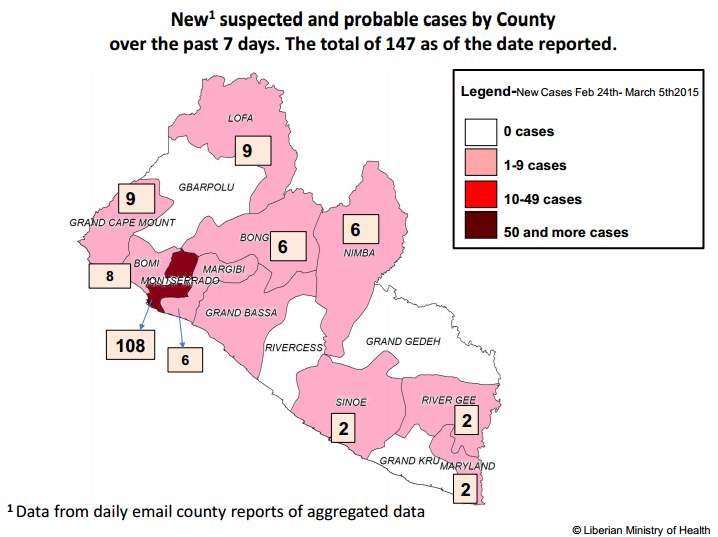 New1 suspected and probable cases by County
over the past 7 days. The total of 147 as of the date reported.
Legend-New Cases Feb 24th- March 5th2015
0 cases
1-9 cases
10-49 cases
50 and more cases
LOFA
9
GBARPOLU
9
GRAND CAPE MOUNT
BONG
6
6
NIMBA
BOMI
8
MARGIBI
MONTSERRADO
GRAND BASSA
108
6
RIVERCESS
GRAND GEDEH
SINOE
2
RIVER GEE
2
GRAND KRU
MARYLAND
2
1 Data from daily email county reports of aggregated data
© Liberian Ministry of Health